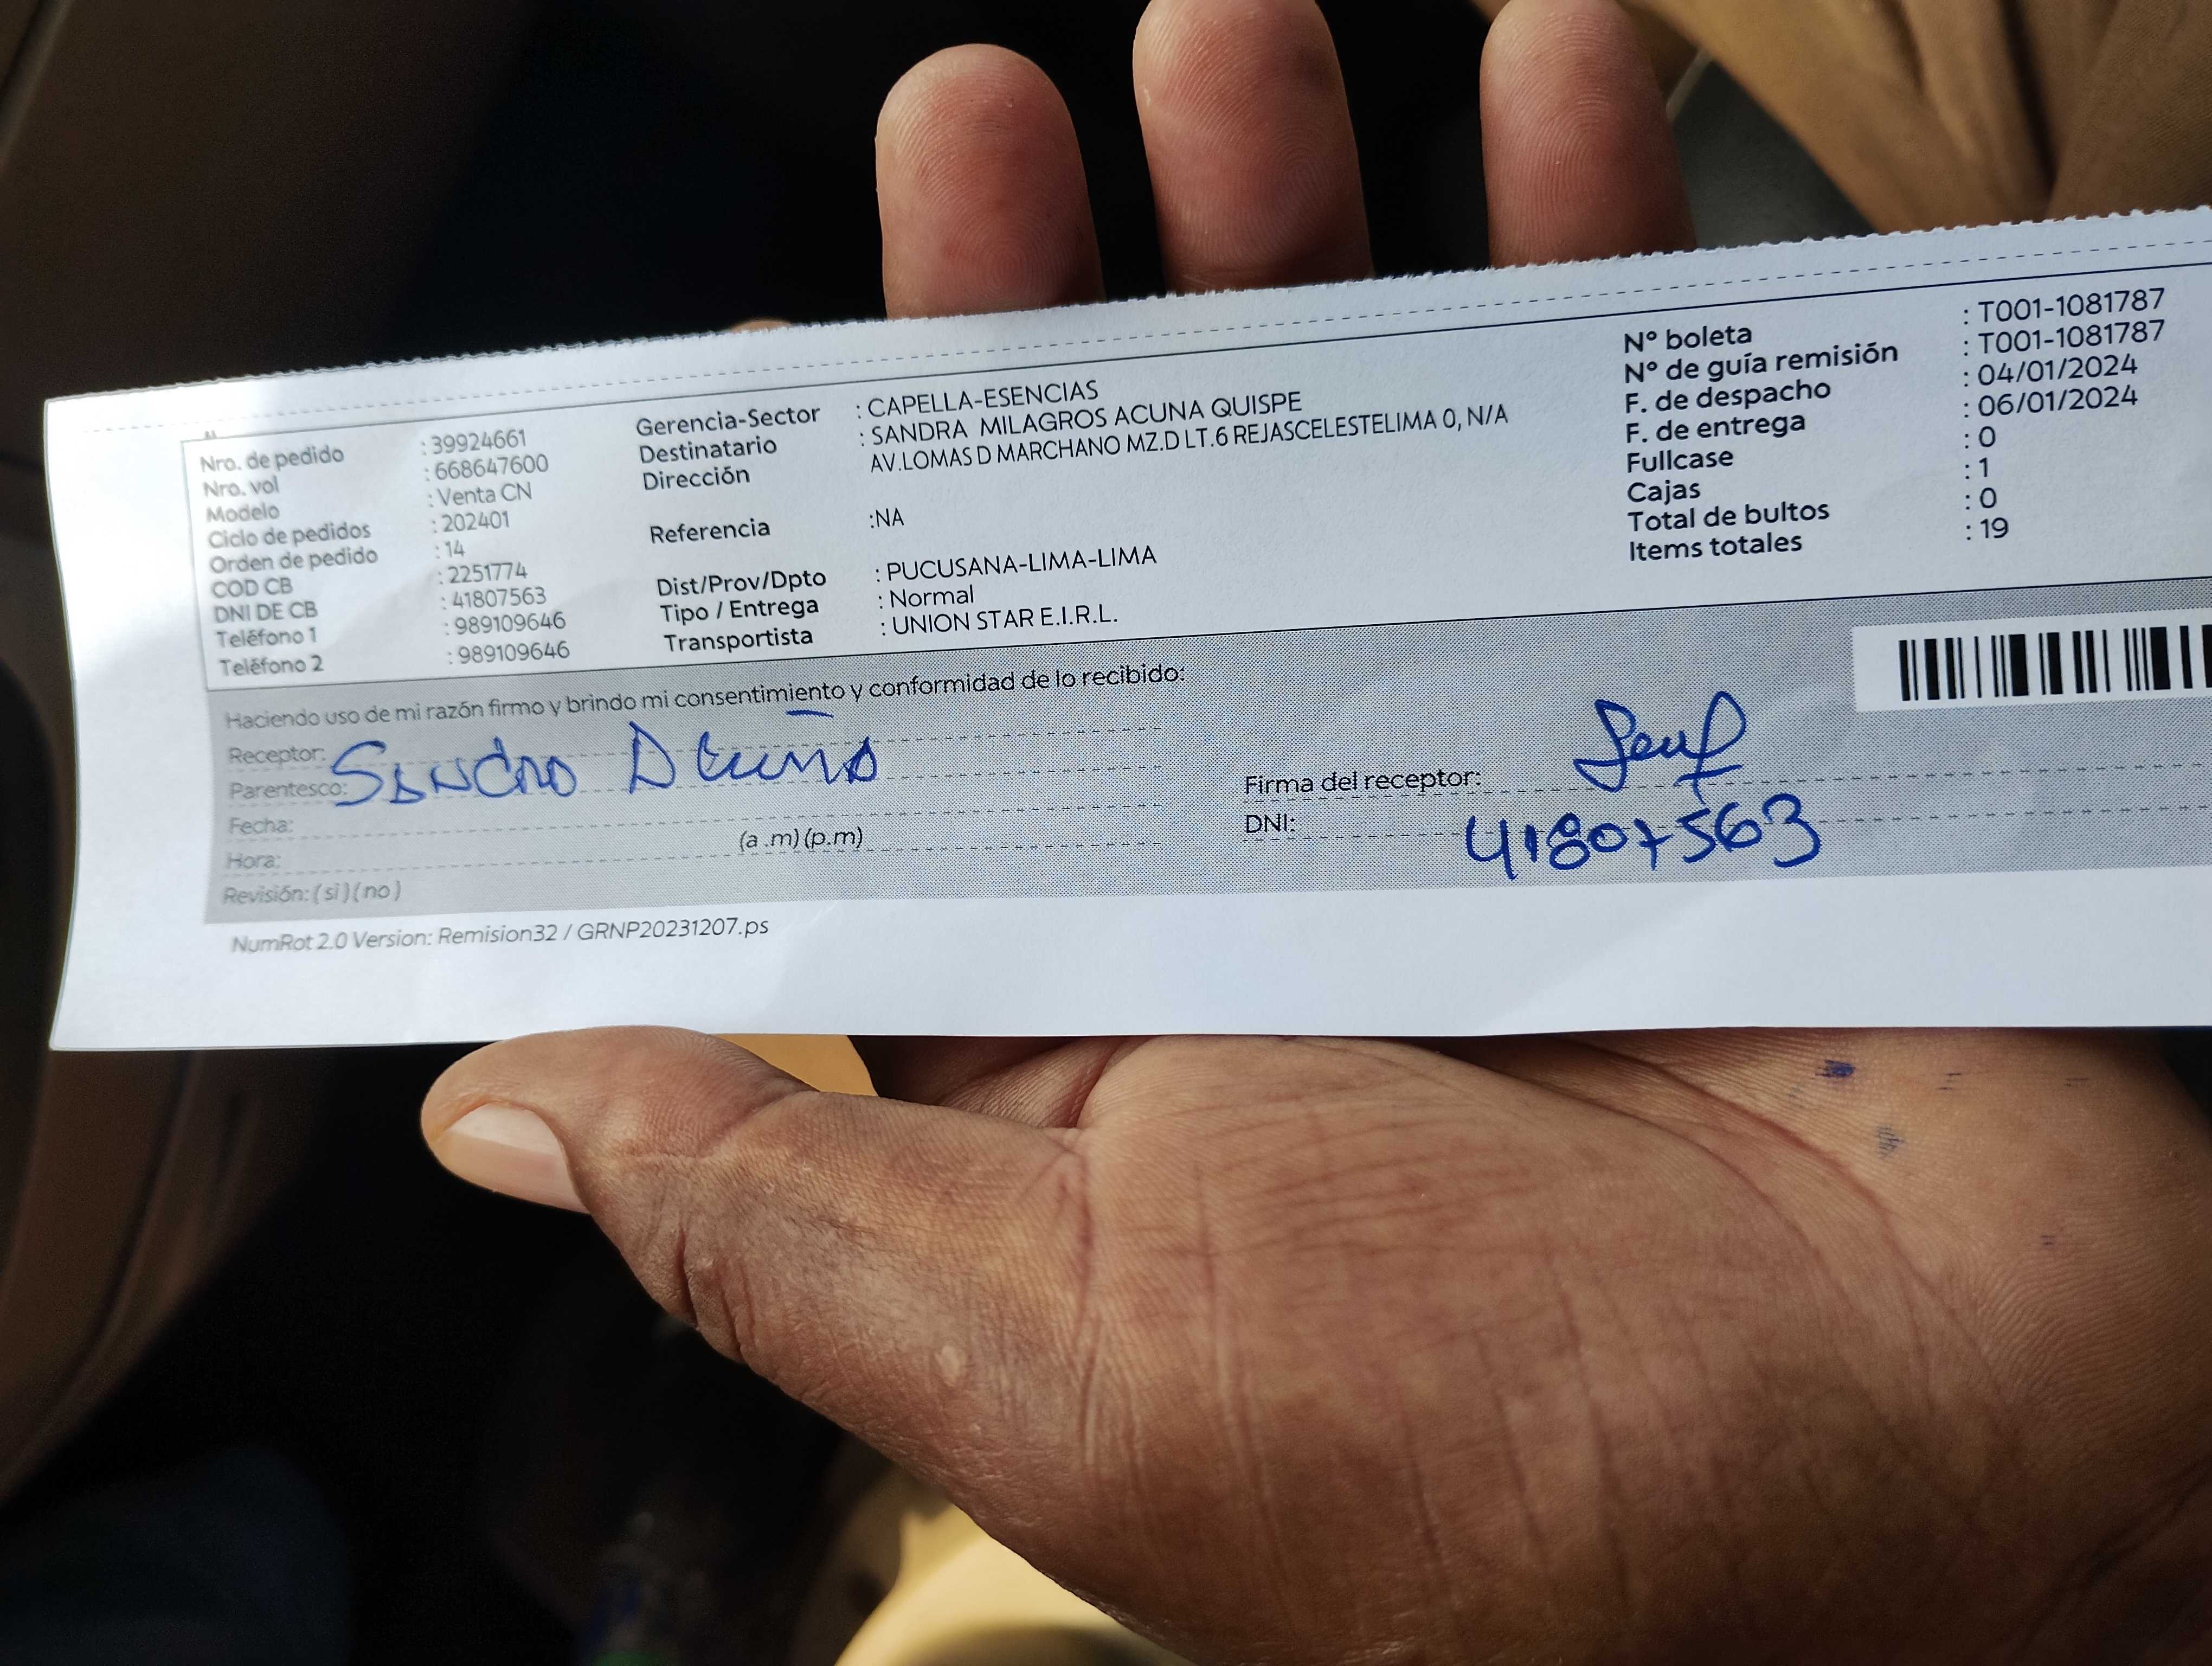 Nro. de pedido : 39924661
Nro. vol : 668647600
Modelo : Venta CN
Ciclo de pedidos : 202401
Orden de pedido : 14
COD CB : 2251774
DNI DE CB : 41807563
Teléfono 1 : 989109646
Teléfono 2 : 989109646
Gerencia-Sector : CAPELLA-ESENCIAS
Destinatario : SANDRA MILAGROS ACUNA QUISPE
Dirección AV.LOMAS D MARCHANO MZ.D LT.6 REJASCELESTELIMA 0, N/A
Referencia :NA
Dist/Prov/Dpto : PUCUSANA-LIMA-LIMA
Tipo / Entrega : Normal
Transportista : UNION STAR E.I.R.L.
N° boleta : T001-1081787
N° de guía remisión : T001-1081787
F. de despacho : 04/01/2024
F. de entrega : 06/01/2024
Fullcase : 0
Cajas : 1
Total de bultos : 0
Items totales : 19
Haciendo uso de mi razón firmo y brindo mi consentimiento y conformidad de lo recibido:
Receptor:
Parentesco:
Fecha:
Hora: (a .m) (p.m)
Revisión: ( si ) ( no )
Firma del receptor:
DNI: 41807563
NumRot 2.0 Version: Remision32 / GRNP20231207.ps